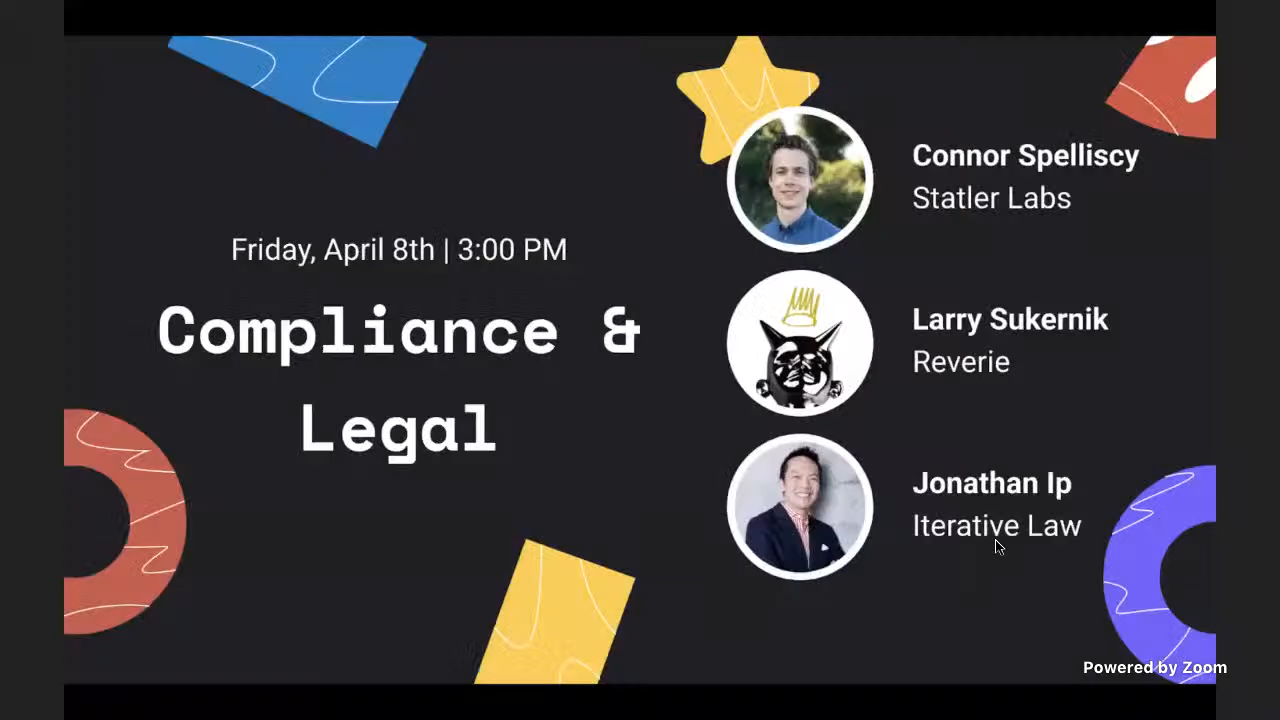 Friday, April 8th | 3:00 PM
Compliance &
Legal
Connor Spelliscy
Statler Labs
Larry Sukernik
Reverie
Jonathan Ip
Iterative Law
Powered by Zoom